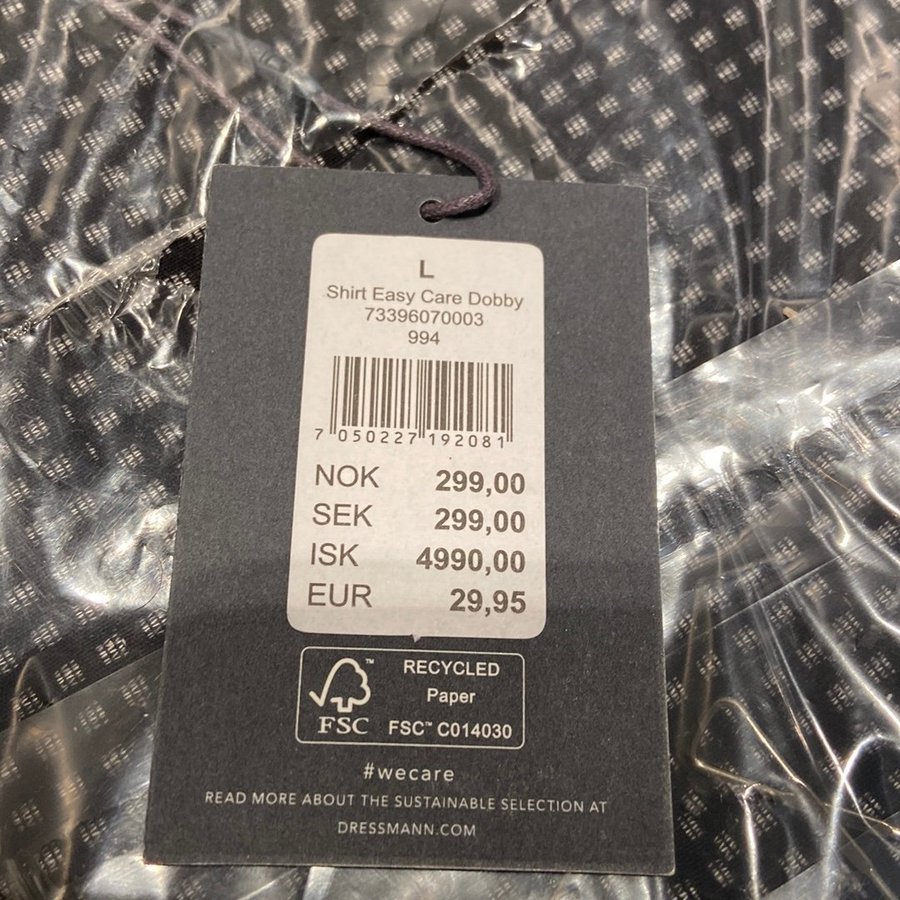 L
Shirt Easy Care Dobby
73396070003
994
7 050227 192081
NOK 299,00
SEK 299,00
ISK 4990,00
EUR 29,95
FSC™
RECYCLED
Paper
FSC™ C014030
#wecare
READ MORE ABOUT THE SUSTAINABLE SELECTION AT
DRESSMANN.COM